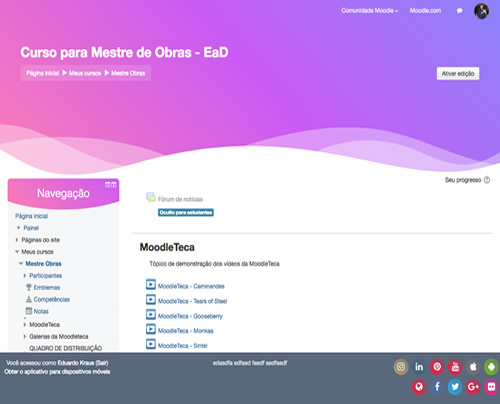 Comunidade Moodle
Moodle.com
Curso para Mestre de Obras - EaD
Página inicial ▶ Meus cursos ▶ Mestre Obras
Ativar edição
Seu progresso
Navegação
Página inicial
Painel
Páginas do site
Meus cursos
Mestre Obras
Participantes
Emblemas
Competências
Notas
MoodleTeca
Galerias da Moodleteca
QUADRO DE DISTRIBUIÇÃO
Fórum de notícias
Oculto para estudantes
MoodleTeca
Tópico de demonstração dos vídeos da MoodleTeca
MoodleTeca - Caminandes
MoodleTeca - Tears of Steel
MoodleTeca - Gooseberry
MoodleTeca - Monkaa
MoodleTeca - Sintel
Você acessou como Eduardo Kraus (Sair)
Obter o aplicativo para dispositivos móveis
sdasdfs sdfasd fasdf asdfasdf